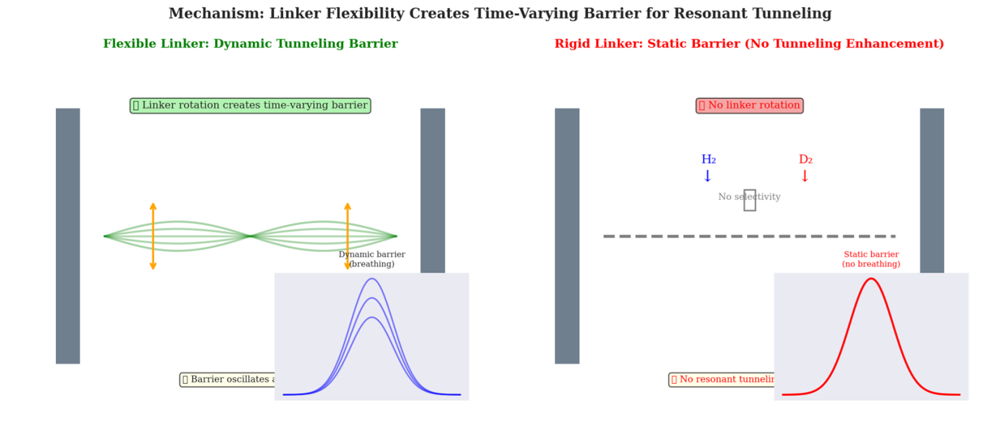 Mechanism: Linker Flexibility Creates Time-Varying Barrier for Resonant Tunneling
Flexible Linker: Dynamic Tunneling Barrier
▯ Linker rotation creates time-varying barrier
Dynamic barrier
(breathing)
▯ Barrier oscillates
Rigid Linker: Static Barrier (No Tunneling Enhancement)
▯ No linker rotation
H₂
↓
D₂
↓
No selectivity
Static barrier
(no breathing)
▯ No resonant